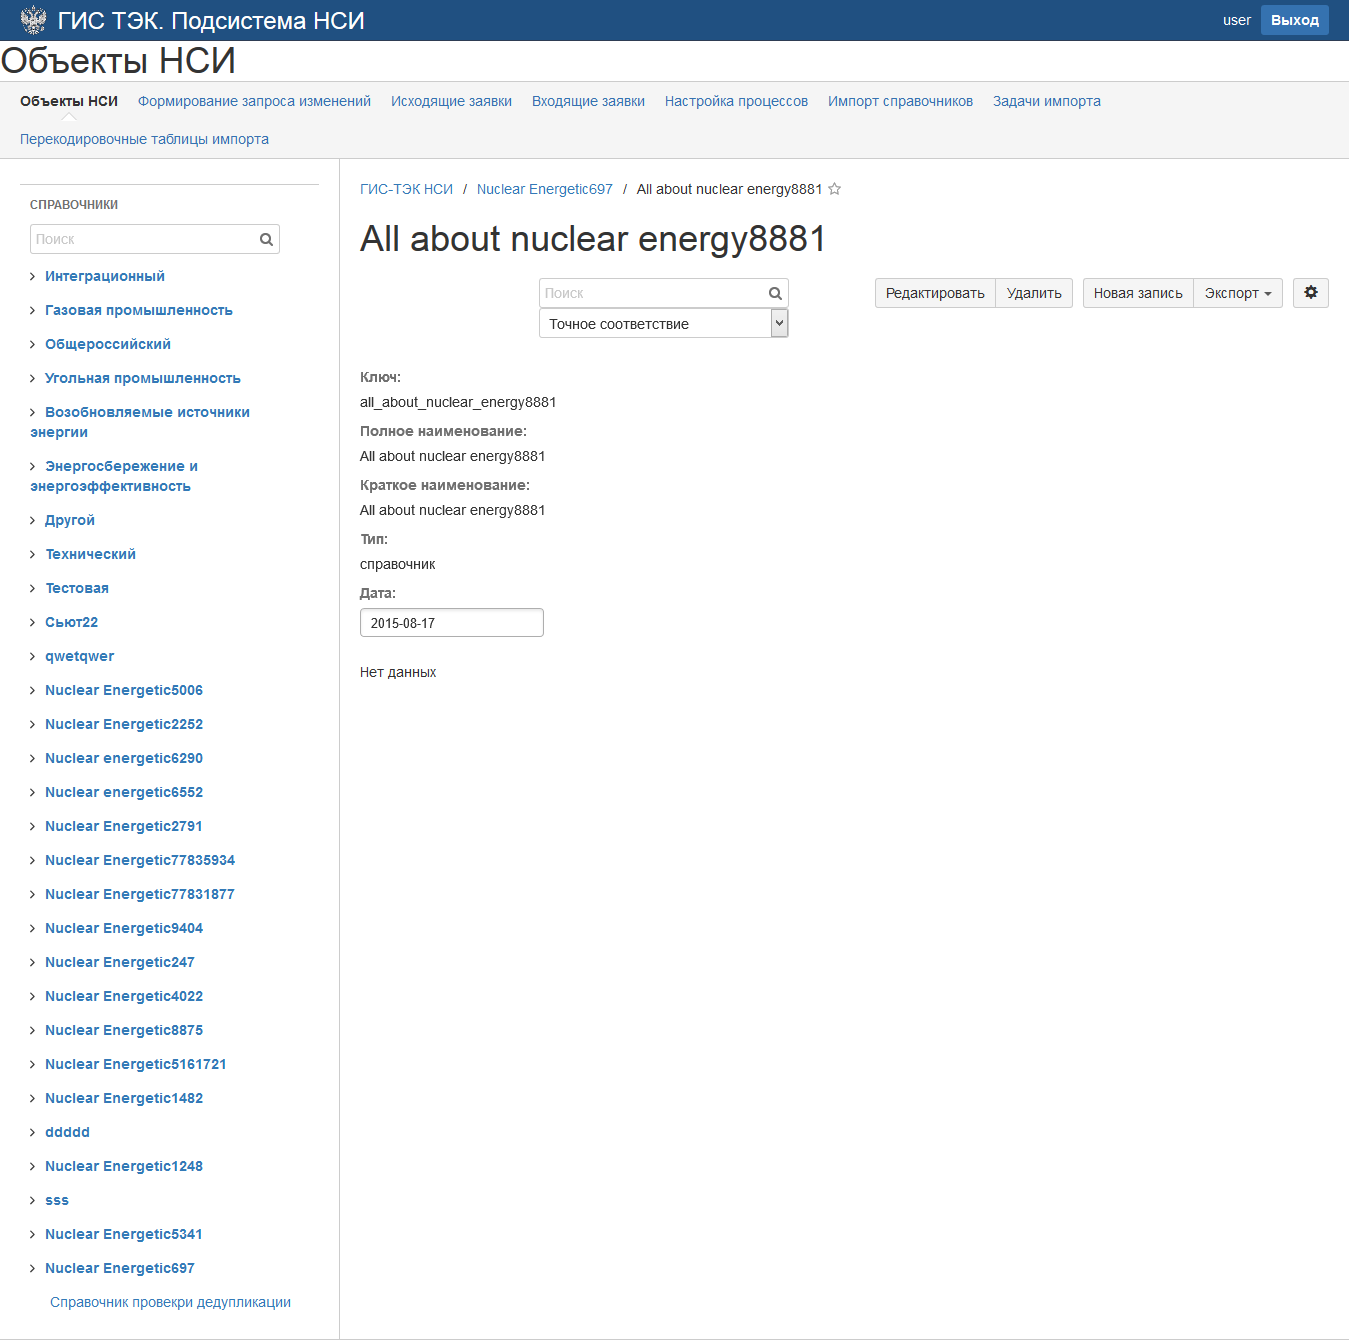 ГИС ТЭК. Подсистема НСИ
user Выход
Объекты НСИ
Объекты НСИ Формирование запроса изменений Исходящие заявки Входящие заявки Настройка процессов Импорт справочников Задачи импорта
Перекодировочные таблицы импорта
СПРАВОЧНИКИ
Поиск
Интеграционный
Газовая промышленность
Общероссийский
Угольная промышленность
Возобновляемые источники
энергии
Энергосбережение и
энергоэффективность
Другой
Технический
Тестовая
Сьют22
qwetqwer
Nuclear Energetic5006
Nuclear Energetic2252
Nuclear energetic6290
Nuclear energetic6552
Nuclear Energetic2791
Nuclear Energetic77835934
Nuclear Energetic77831877
Nuclear Energetic9404
Nuclear Energetic247
Nuclear Energetic4022
Nuclear Energetic8875
Nuclear Energetic5161721
Nuclear Energetic1482
ddddd
Nuclear Energetic1248
sss
Nuclear Energetic5341
Nuclear Energetic697
Справочник провекри дедупликации
ГИС-ТЭК НСИ / Nuclear Energetic697 / All about nuclear energy8881
All about nuclear energy8881
Поиск
Точное соответствие
Редактировать Удалить Новая запись Экспорт
Ключ:
all_about_nuclear_energy8881
Полное наименование:
All about nuclear energy8881
Краткое наименование:
All about nuclear energy8881
Тип:
справочник
Дата:
2015-08-17
Нет данных